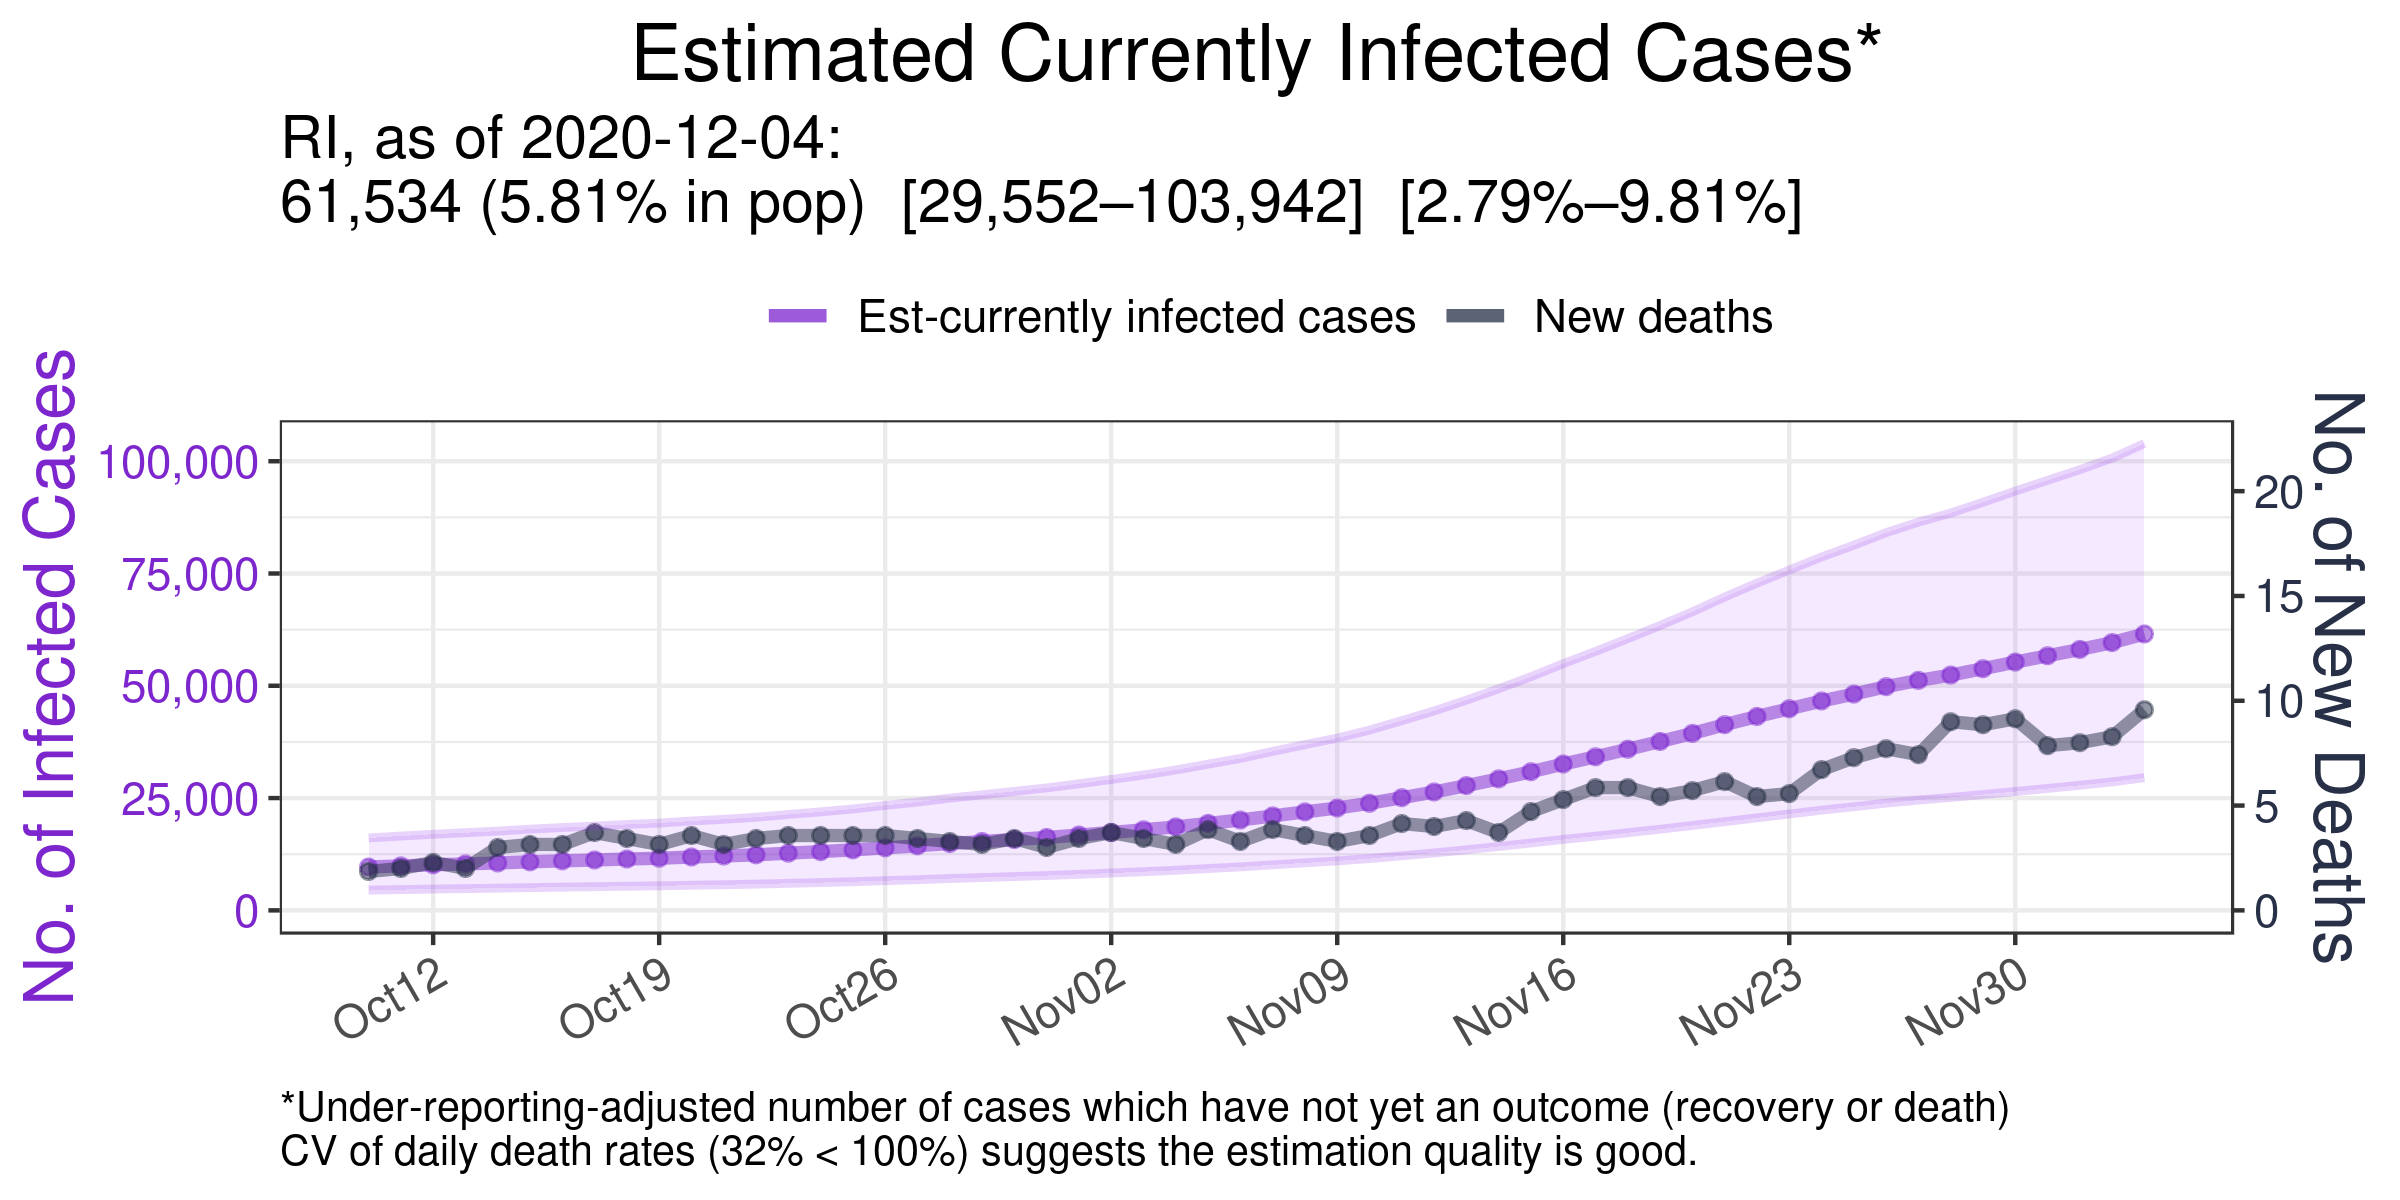 Estimated Currently Infected Cases*
RI, as of 2020-12-04:
61,534 (5.81% in pop)  [29,552–103,942]  [2.79%–9.81%]
Est-currently infected cases
New deaths
No. of Infected Cases
100,000
75,000
50,000
25,000
0
20
15
10
5
0
No. of New Deaths
Oct12
Oct19
Oct26
Nov02
Nov09
Nov16
Nov23
Nov30
*Under-reporting-adjusted number of cases which have not yet an outcome (recovery or death)
CV of daily death rates (32% < 100%) suggests the estimation quality is good.